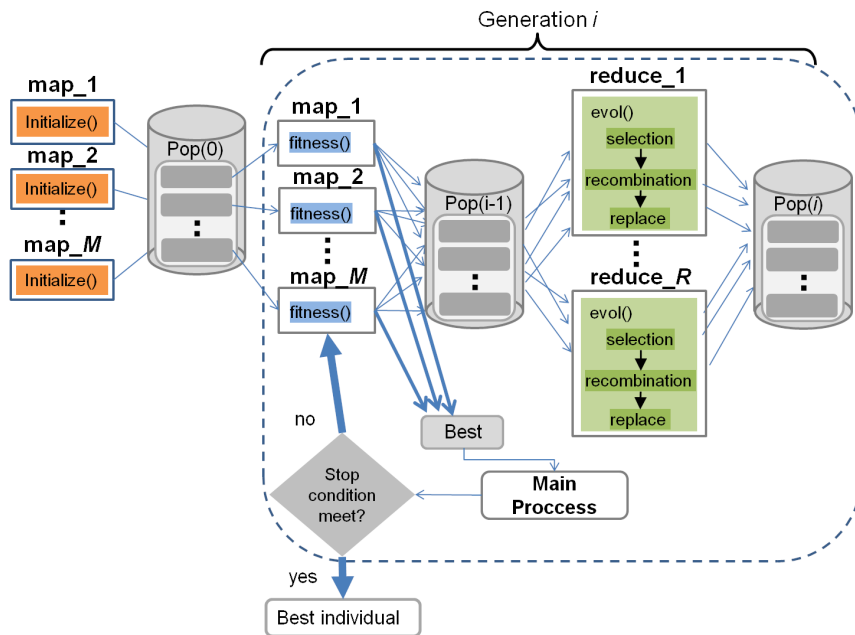 Generation i
map_1
Initialize()
map_2
Initialize()
map_M
Initialize()
Pop(0)
map_1
fitness()
map_2
fitness()
map_M
fitness()
Pop(i-1)
reduce_1
evol()
selection
recombination
replace
reduce_R
evol()
selection
recombination
replace
Pop(i)
Best
Main
Proccess
Stop
condition
meet?
no
yes
Best individual